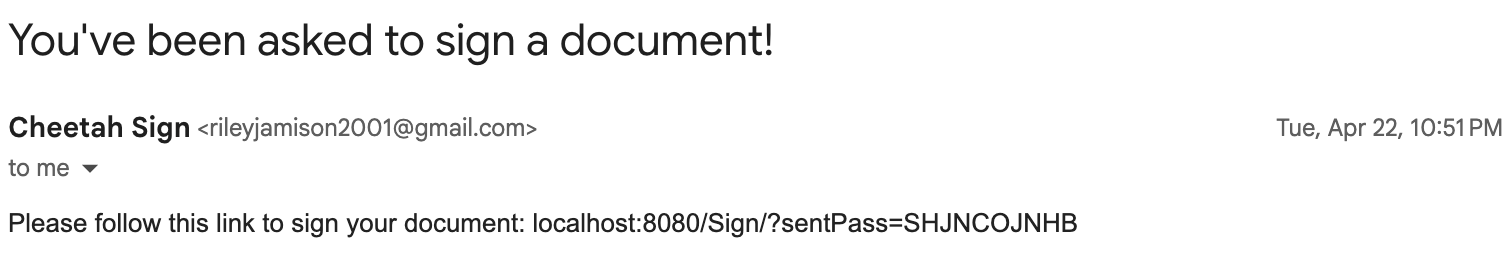 You've been asked to sign a document!
Cheetah Sign <rileyjamison2001@gmail.com> Tue, Apr 22, 10:51 PM
to me
Please follow this link to sign your document: localhost:8080/Sign/?sentPass=SHJNCOJNHB